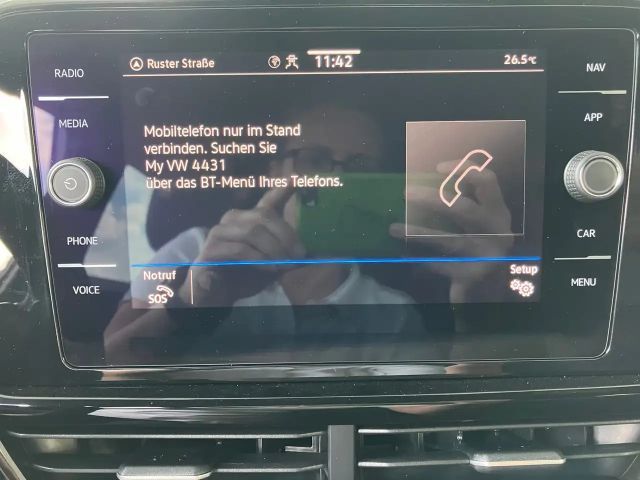 RADIO
MEDIA
PHONE
VOICE
Ruster Straße
11:42
26.5°C
Mobiltelefon nur im Stand
verbinden. Suchen Sie
My VW 4431
über das BT-Menü Ihres Telefons.
Notruf
SOS
Setup
NAV
APP
CAR
MENU